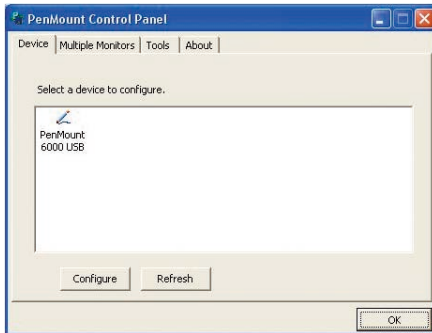 PenMount Control Panel
Device Multiple Monitors Tools About
Select a device to configure.
PenMount
6000 USB
Configure Refresh
OK